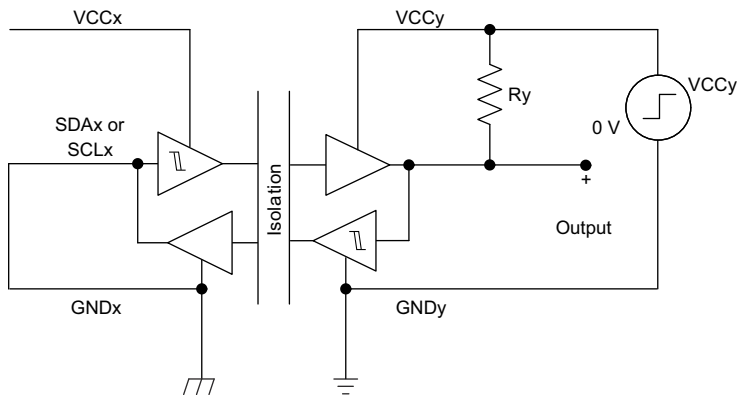 VCCx
VCCy
Ry
VCCy
0 V
SDAx or
SCLx
Isolation
+
Output
GNDx
GNDy